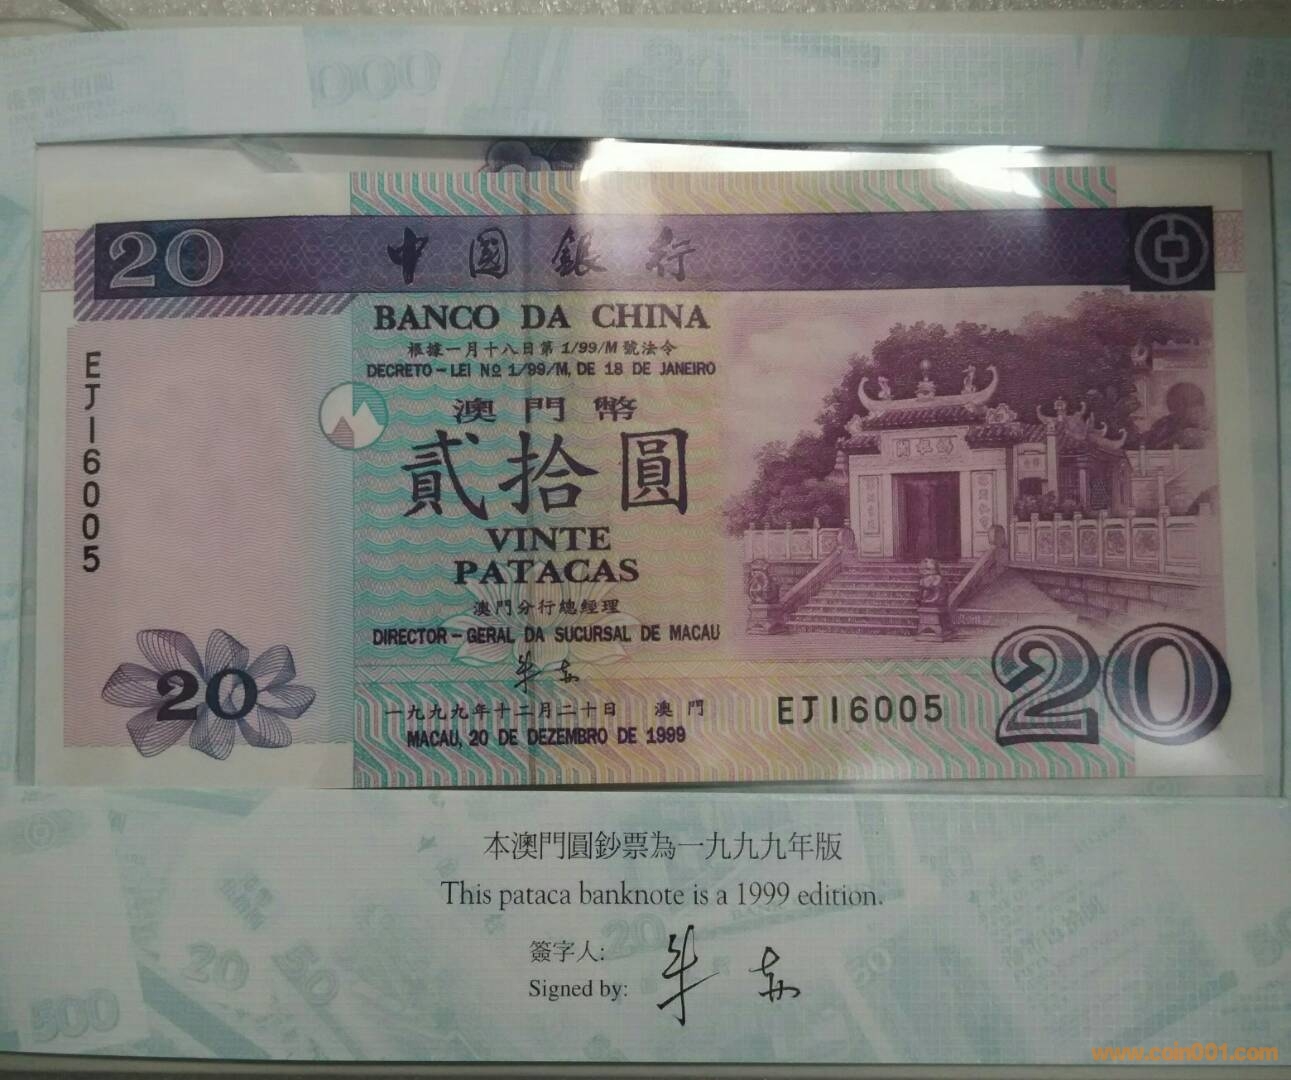 20
中國銀行
BANCO DA CHINA
根據一月十八日第 1/99/M 號法令
DECRETO-LEI Nº 1/99/M, DE 18 DE JANEIRO
澳門幣
貳拾圓
VINTE
PATACAS
澳門分行總經理
DIRECTOR-GERAL DA SUCURSAL DE MACAU
一九九九年十二月二十日 澳門
MACAU, 20 DE DEZEMBRO DE 1999
EJ16005
EJ16005
20
20
本澳門圓鈔票為一九九九年版
This pataca banknote is a 1999 edition.
簽字人:
Signed by:
www.coin001.com